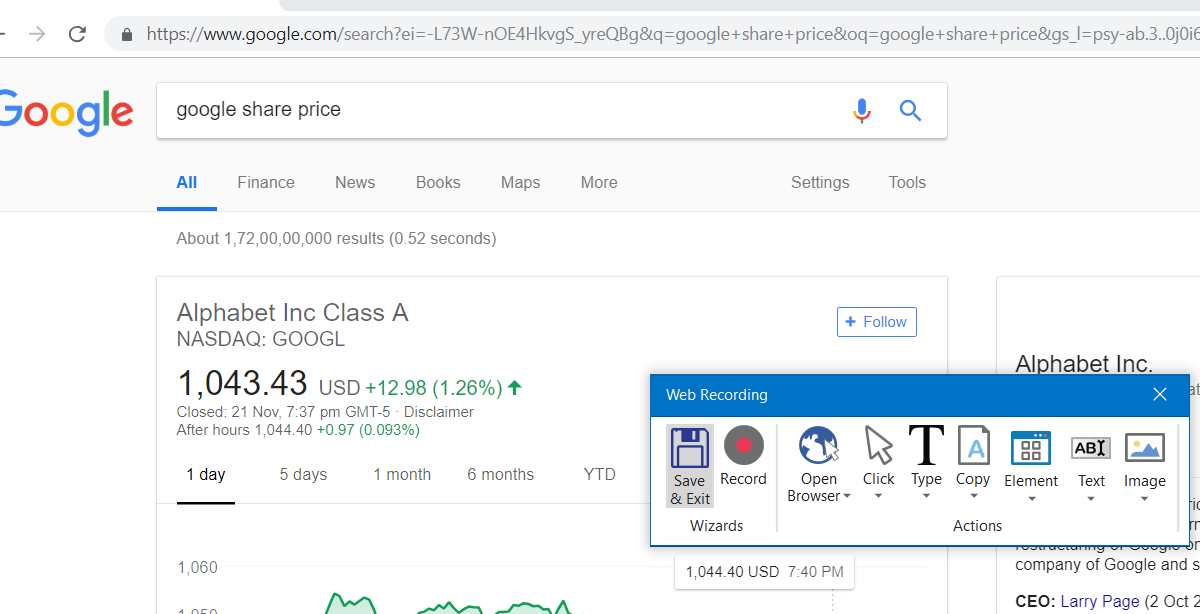 https://www.google.com/search?ei=-L73W-nOE4HkvgS_yreQBg&q=google+share+price&oq=google+share+price&gs_l=psy-ab.3..0j0i6
Google
google share price
All Finance News Books Maps More Settings Tools
About 1,72,00,00,000 results (0.52 seconds)
Alphabet Inc Class A
NASDAQ: GOOGL
+ Follow
1,043.43 USD +12.98 (1.26%)
Closed: 21 Nov, 7:37 pm GMT-5 · Disclaimer
After hours 1,044.40 +0.97 (0.093%)
1 day 5 days 1 month 6 months YTD
1,060
1,050
1,044.40 USD 7:40 PM
Alphabet Inc.
Web Recording
Save & Exit
Record
Open Browser
Click
Type
Copy
Element
Text
Image
Wizards
Actions
A
T
ABI
restructuring of Google on
company of Google and s
CEO: Larry Page (2 Oct 2